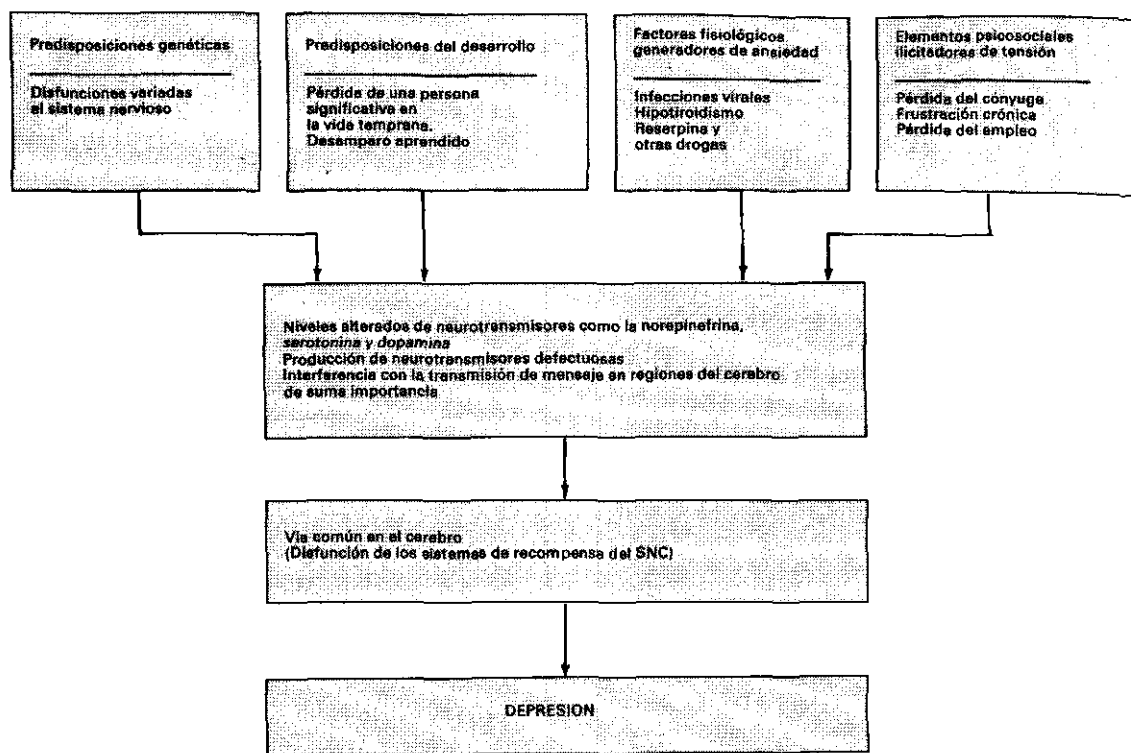 Predisposiciones genéticas
Disfunciones variadas
el sistema nervioso
Predisposiciones del desarrollo
Pérdida de una persona
significative en
la vida temprana.
Desamparo aprendido
Factores fisiológicos
generadores de ansiedad
Infecciones virales
Hipotiroidismo
Reserpina y
otras drogas
Elementos psicosociales
ilicitadores de tensión
Pérdida del cónyuge
Frustración crónica
Pérdida del empleo
Niveles alterados de neurotransmisores como la norepinefrina,
serotonina y dopamina
Producción de neurotransmisores defectuosas
Interferencia con la transmisión de mensaje en regiones del cerebro
de suma importancia
Vía común en el cerebro
(Disfunción de los sistemas de recompensa del SNC)
DEPRESION